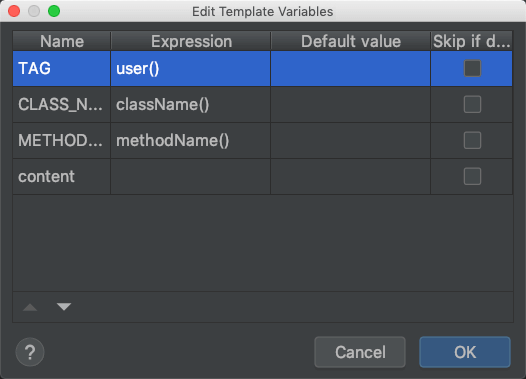 Edit Template Variables
Name Expression Default value Skip if d...
TAG user()
CLASS_N... className()
METHOD... methodName()
content
? Cancel OK